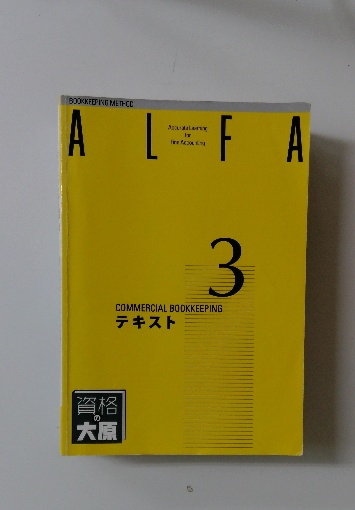 BOOKKEEPING METHOD
ALFA
Accurate Learning
for
Fine Accounting
3
COMMERCIAL BOOKKEEPING
テキスト
資格
の
大原